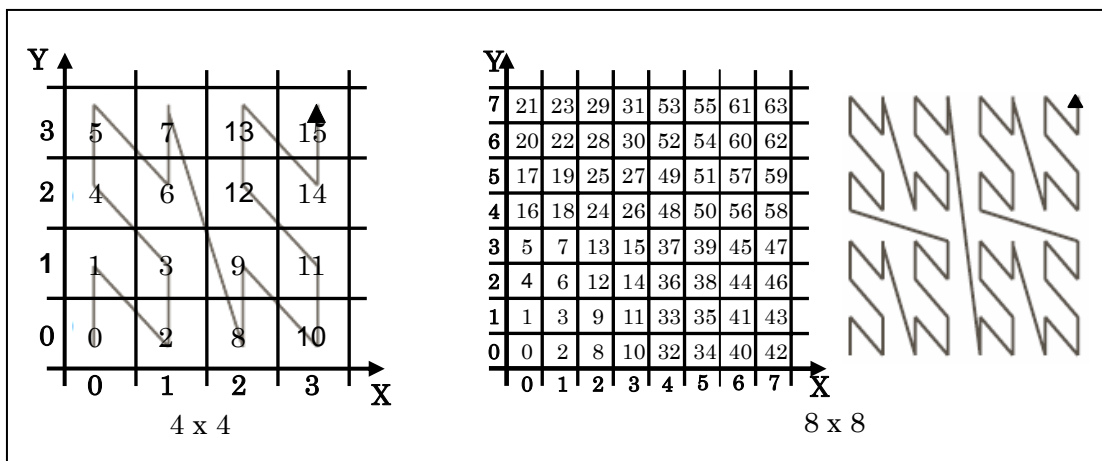 Y
3 5 7 13 15
2 4 6 12 14
1 1 3 9 11
0 0 2 8 10
0 1 2 3 X
4 x 4
Y
7 21 23 29 31 53 55 61 63
6 20 22 28 30 52 54 60 62
5 17 19 25 27 49 51 57 59
4 16 18 24 26 48 50 56 58
3 5 7 13 15 37 39 45 47
2 4 6 12 14 36 38 44 46
1 1 3 9 11 33 35 41 43
0 0 2 8 10 32 34 40 42
0 1 2 3 4 5 6 7 X
8 x 8